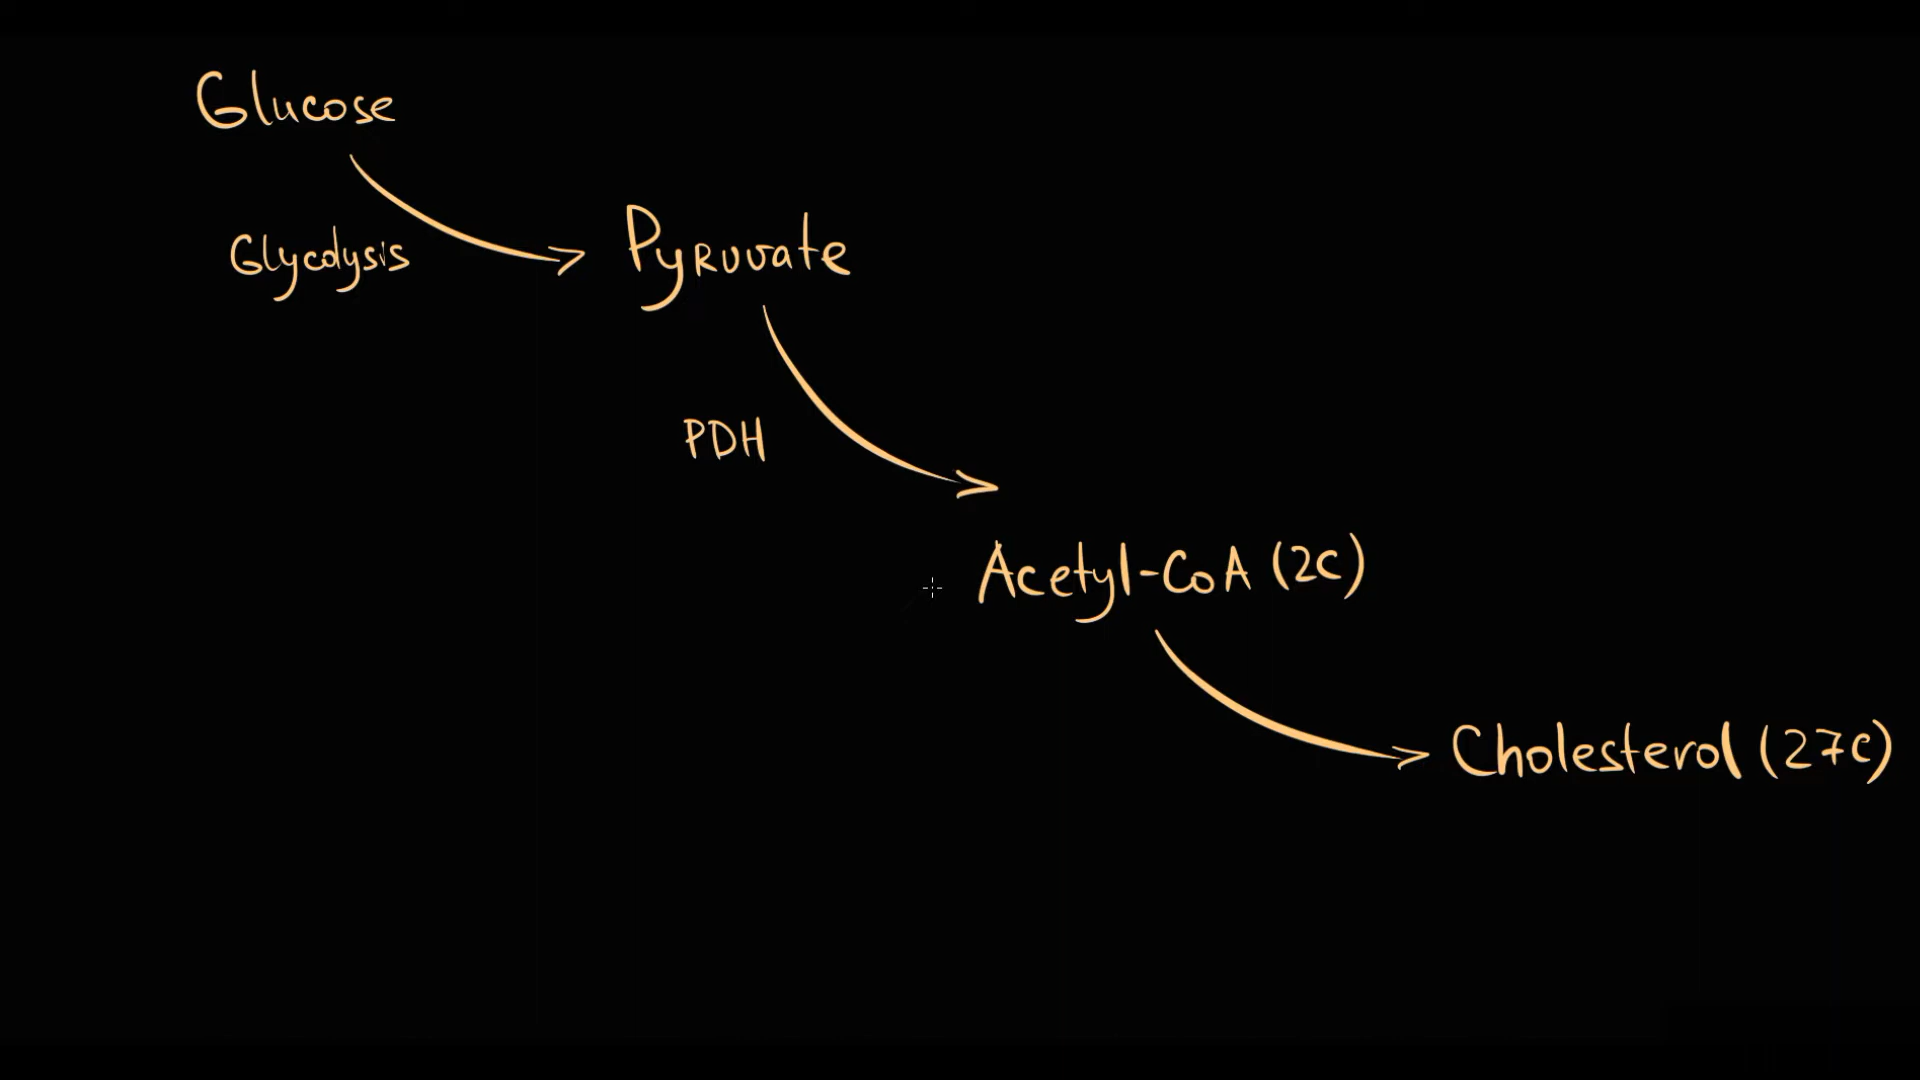 Glucose
Glycolysis
Pyruvate
PDH
Acetyl-CoA (2C)
Cholesterol (27C)